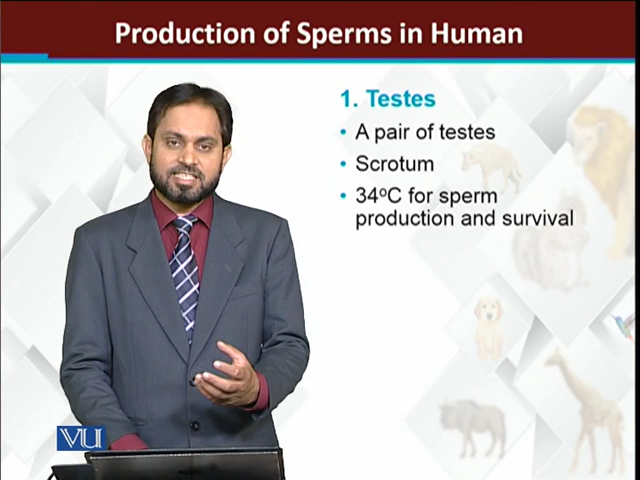 Production of Sperms in Human
1. Testes
• A pair of testes
• Scrotum
• 34ºC for sperm
production and survival
VU